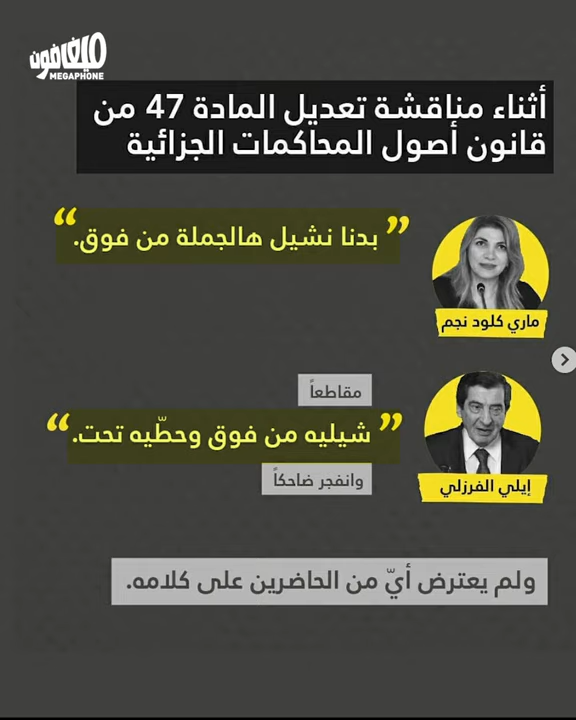 ميغافون
MEGAPHONE
أثناء مناقشة تعديل المادة 47 من
قانون أصول المحاكمات الجزائية
”بدنا نشيل هالجملة من فوق.“
ماري كلود نجم
مقاطعاً
”شيليه من فوق وحطّيه تحت.“
وانفجر ضاحكاً
إيلي الفرزلي
ولم يعترض أيّ من الحاضرين على كلامه.